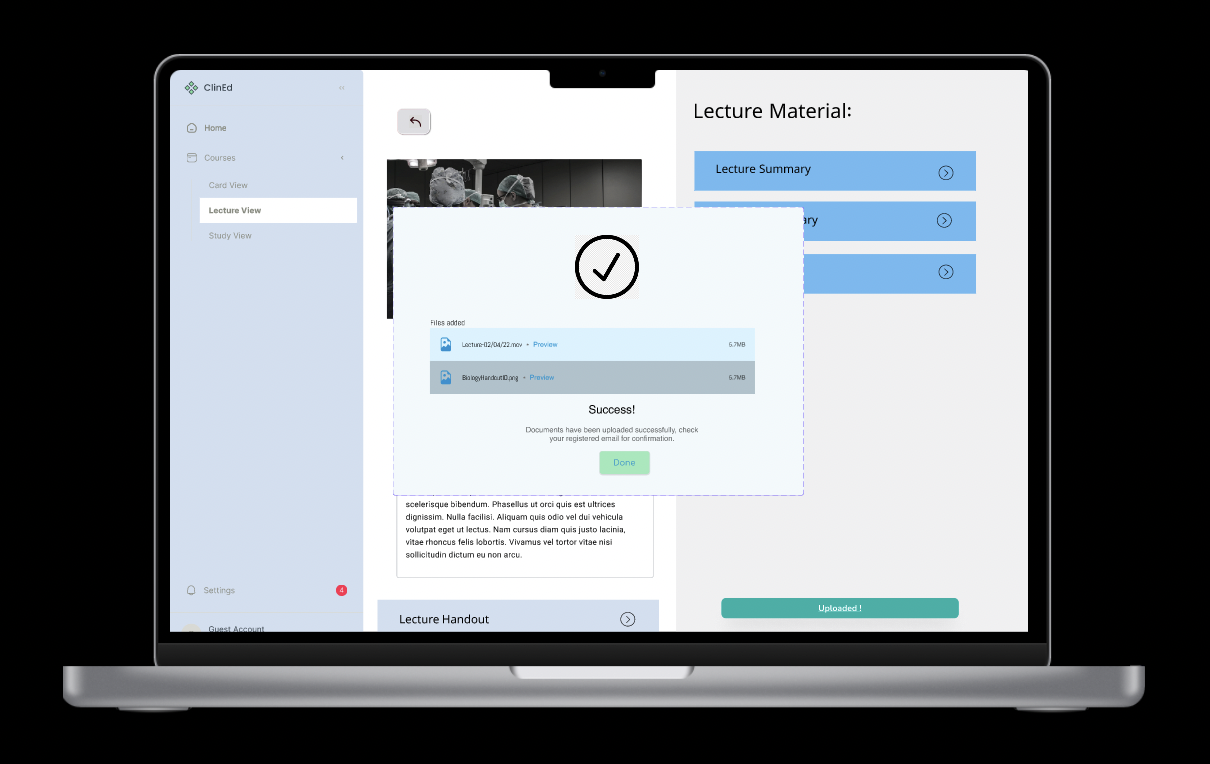 ClinEd
Home
Courses
Card View
Lecture View
Study View
Settings
4
Guest Account
Files added
Lecture-02/04/22.mov • Preview
5.7MB
BiologyHandout10.png • Preview
5.7MB
Success!
Documents have been uploaded successfully, check
your registered email for confirmation.
Done
scelerisque bibendum. Phasellus ut orci quis est ultrices
dignissim. Nulla facilisi. Aliquam quis odio vel dui vehicula
volutpat eget ut lectus. Nam cursus diam quis justo lacinia,
vitae rhoncus felis lobortis. Vivamus vel tortor vitae nisi
sollicitudin dictum eu non arcu.
Lecture Handout
Lecture Material:
Lecture Summary
Uploaded !